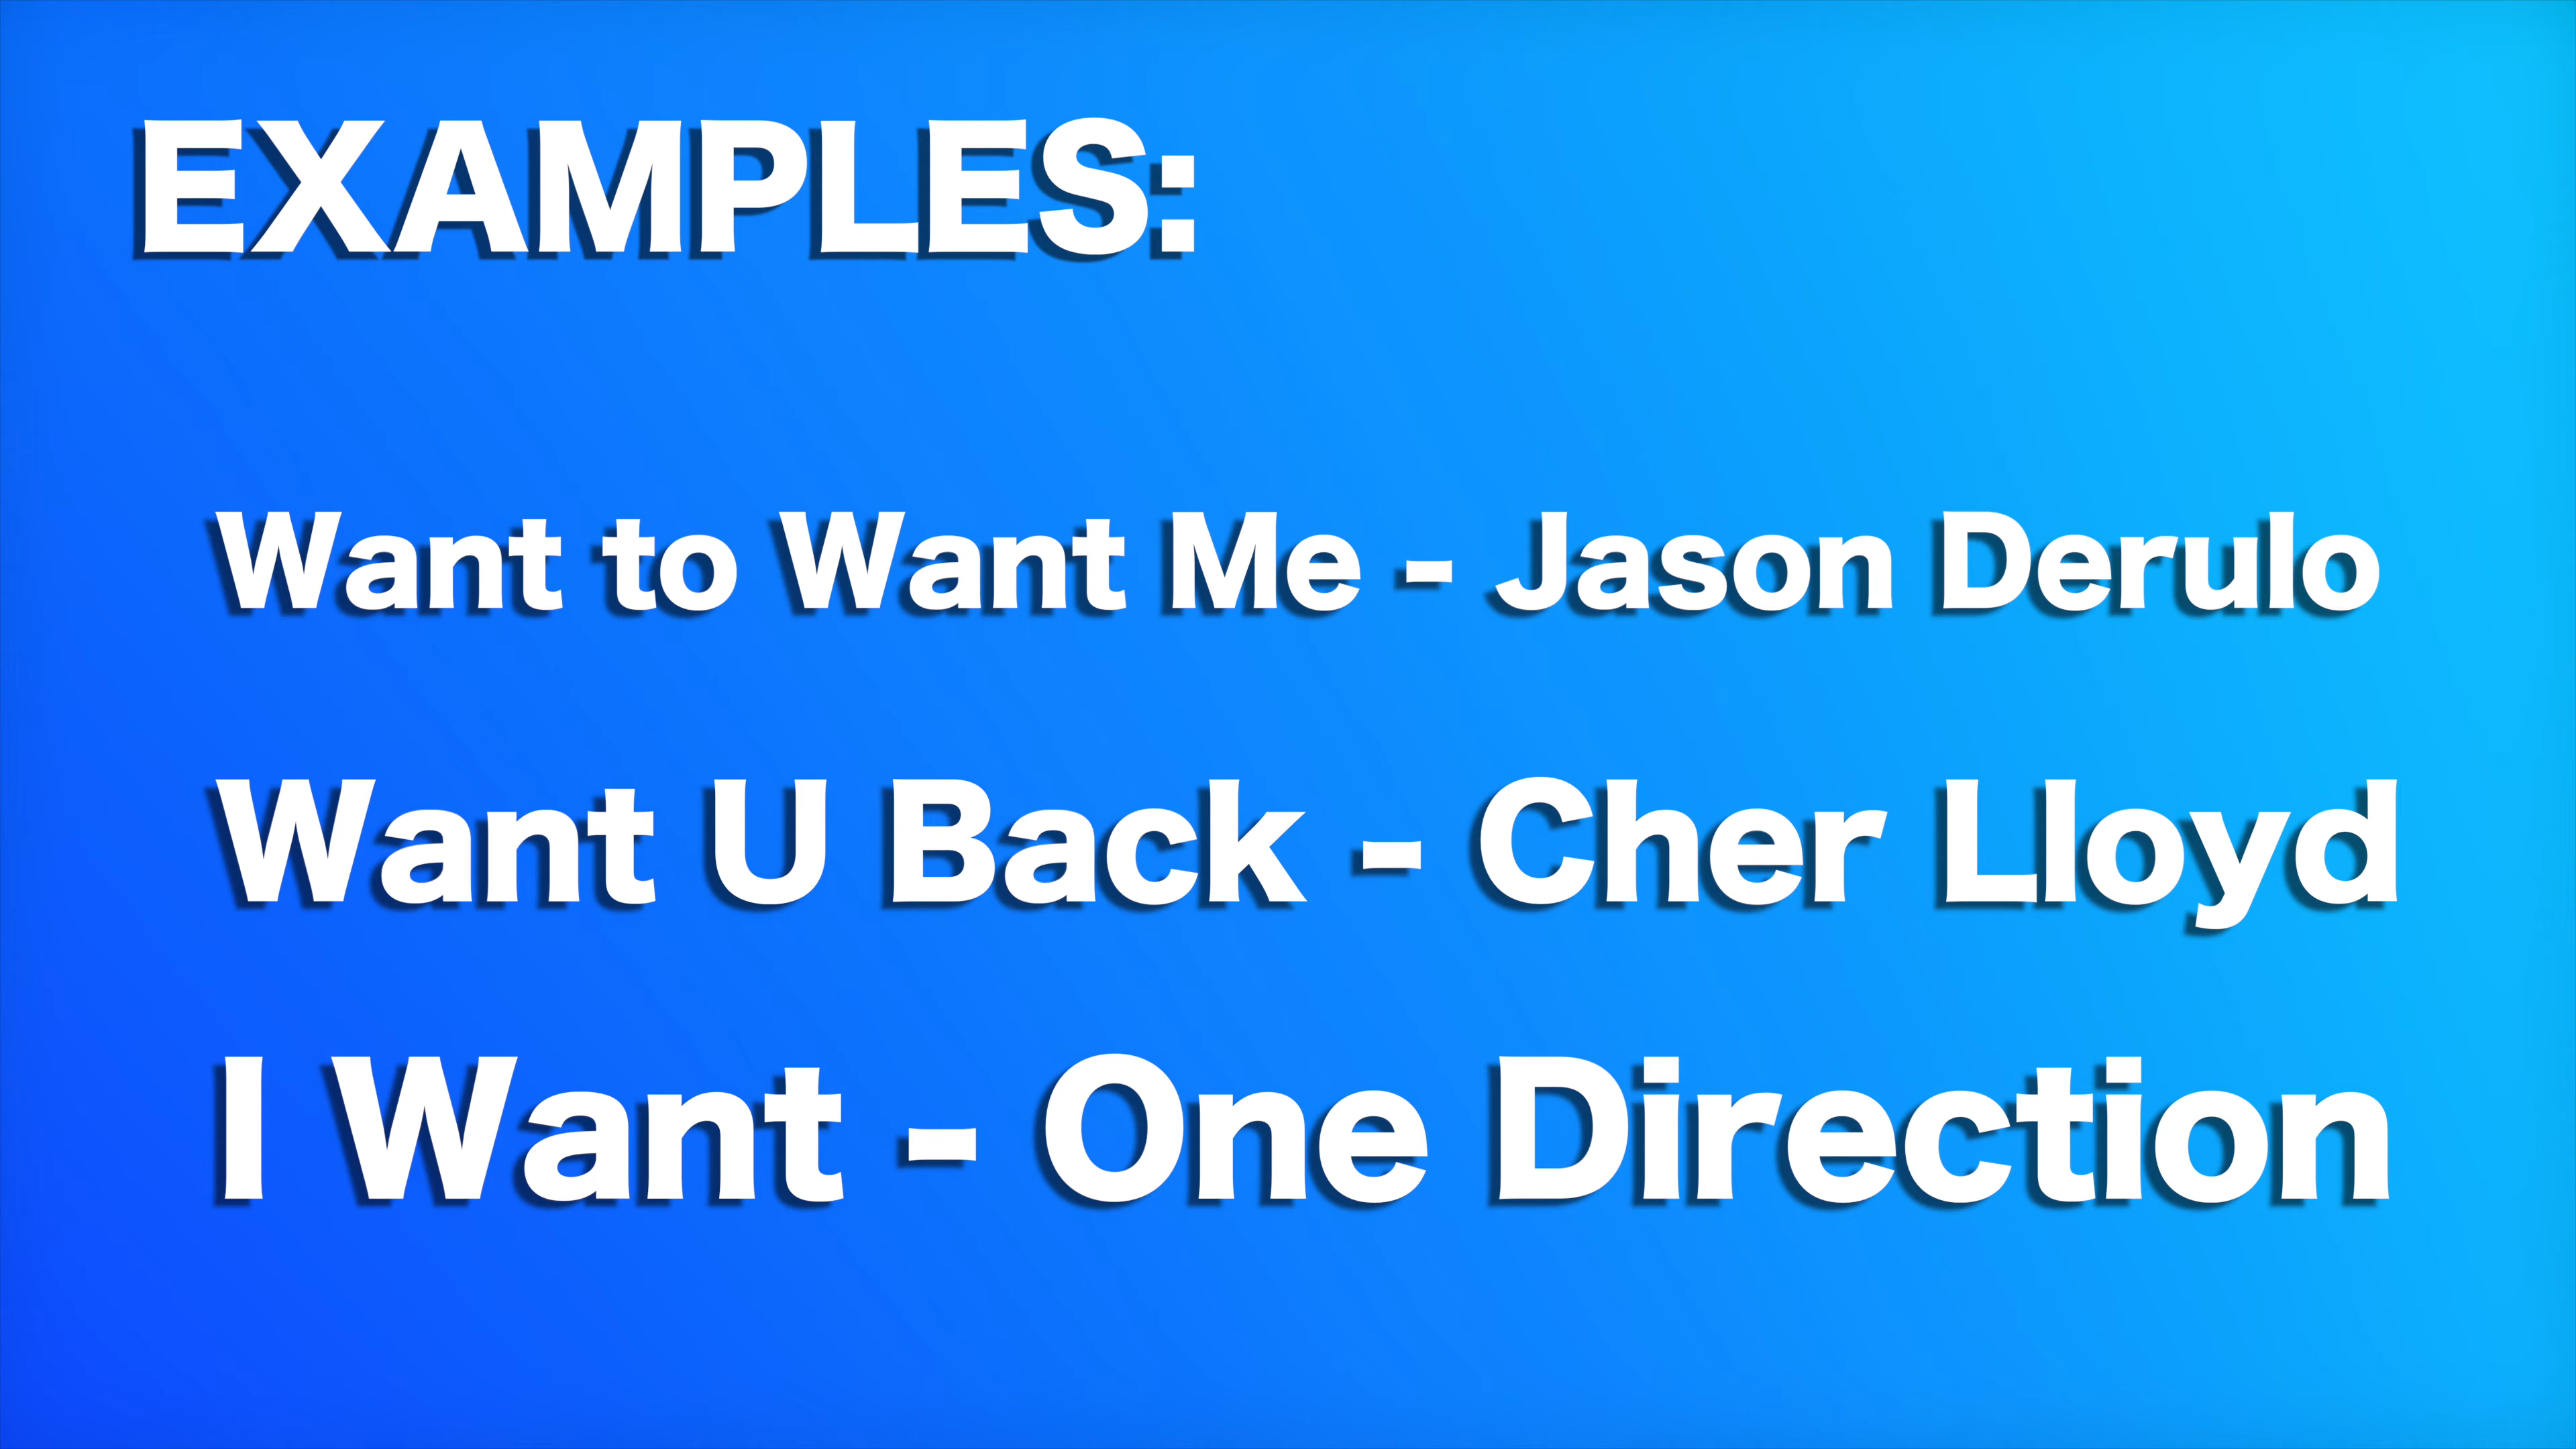 EXAMPLES:
Want to Want Me - Jason Derulo
Want U Back - Cher Lloyd
I Want - One Direction